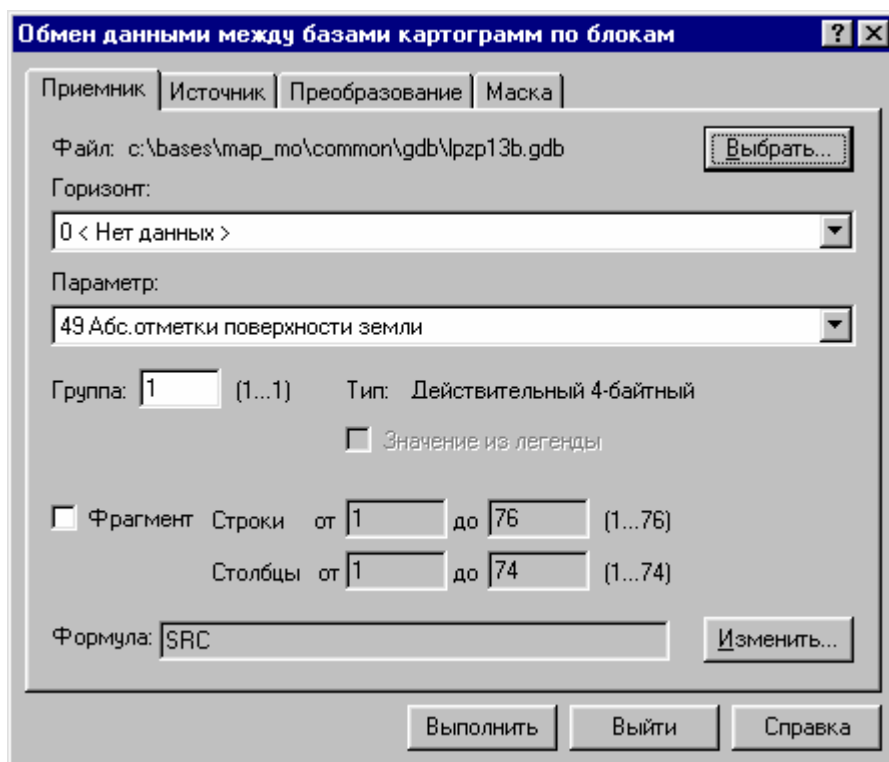 Обмен данными между базами картограмм по блокам
Приемник Источник Преобразование Маска
Файл: c:\bases\map_mo\common\gdb\lpzp13b.gdb Выбрать...
Горизонт:
0 < Нет данных >
Параметр:
49 Абс.отметки поверхности земли
Группа: 1 (1...1) Тип: Действительный 4-байтный
Значение из легенды
Фрагмент Строки от 1 до 76 (1...76)
Столбцы от 1 до 74 (1...74)
Формула: SRC Изменить...
Выполнить Выйти Справка